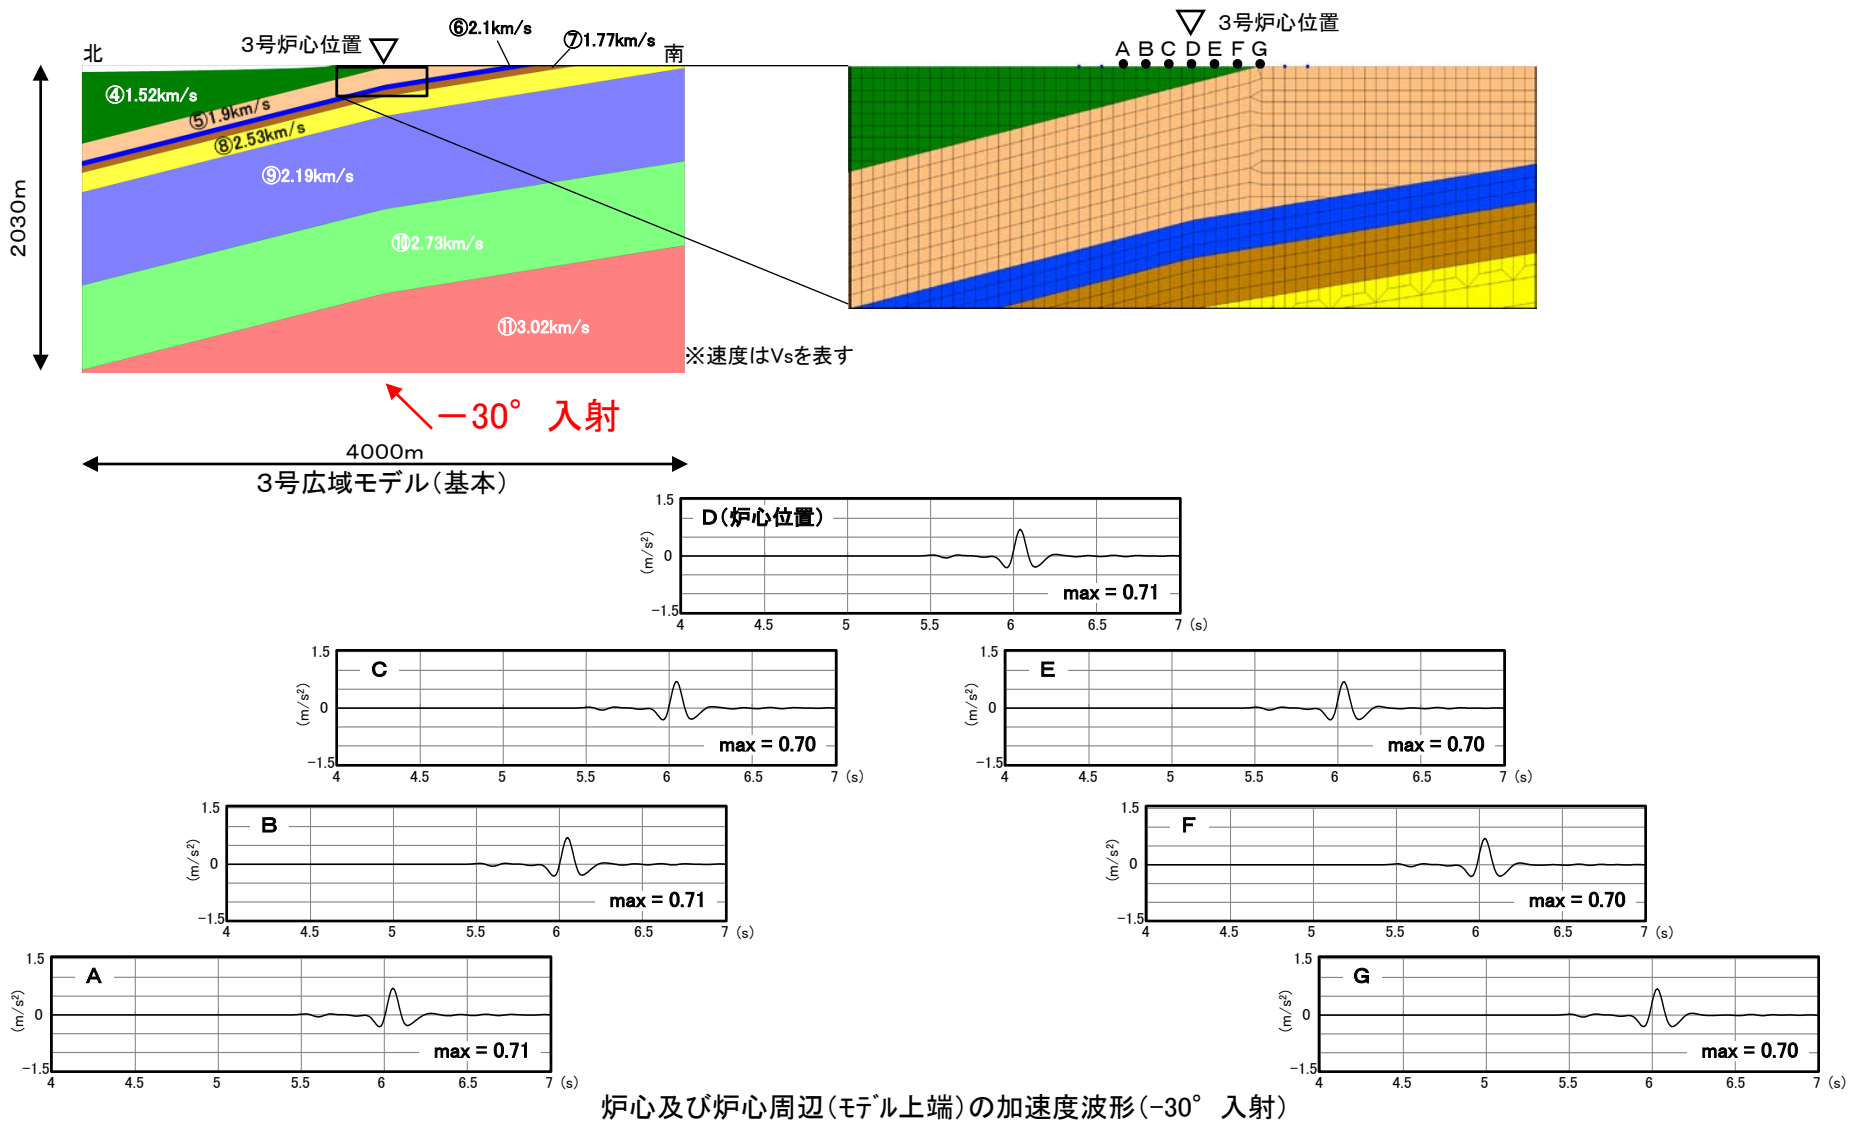 北
3号炉心位置
⑥2.1km/s
⑦1.77km/s
南
④1.52km/s
⑤1.9km/s
⑧2.53km/s
⑨2.19km/s
⑩2.73km/s
⑪3.02km/s
2030m
※速度はVsを表す
−30° 入射
4000m
3号広域モデル(基本)
3号炉心位置
A B C D E F G
D(炉心位置)
1.5
0
−1.5
(m/s²)
max = 0.71
4 4.5 5 5.5 6 6.5 7 (s)
C
1.5
0
−1.5
(m/s²)
max = 0.70
4 4.5 5 5.5 6 6.5 7 (s)
E
1.5
0
−1.5
(m/s²)
max = 0.70
4 4.5 5 5.5 6 6.5 7 (s)
B
1.5
0
−1.5
(m/s²)
max = 0.71
4 4.5 5 5.5 6 6.5 7 (s)
F
1.5
0
−1.5
(m/s²)
max = 0.70
4 4.5 5 5.5 6 6.5 7 (s)
A
1.5
0
−1.5
(m/s²)
max = 0.71
4 4.5 5 5.5 6 6.5 7 (s)
G
1.5
0
−1.5
(m/s²)
max = 0.70
4 4.5 5 5.5 6 6.5 7 (s)
炉心及び炉心周辺(ﾓﾃﾞﾙ上端)の加速度波形(-30° 入射)